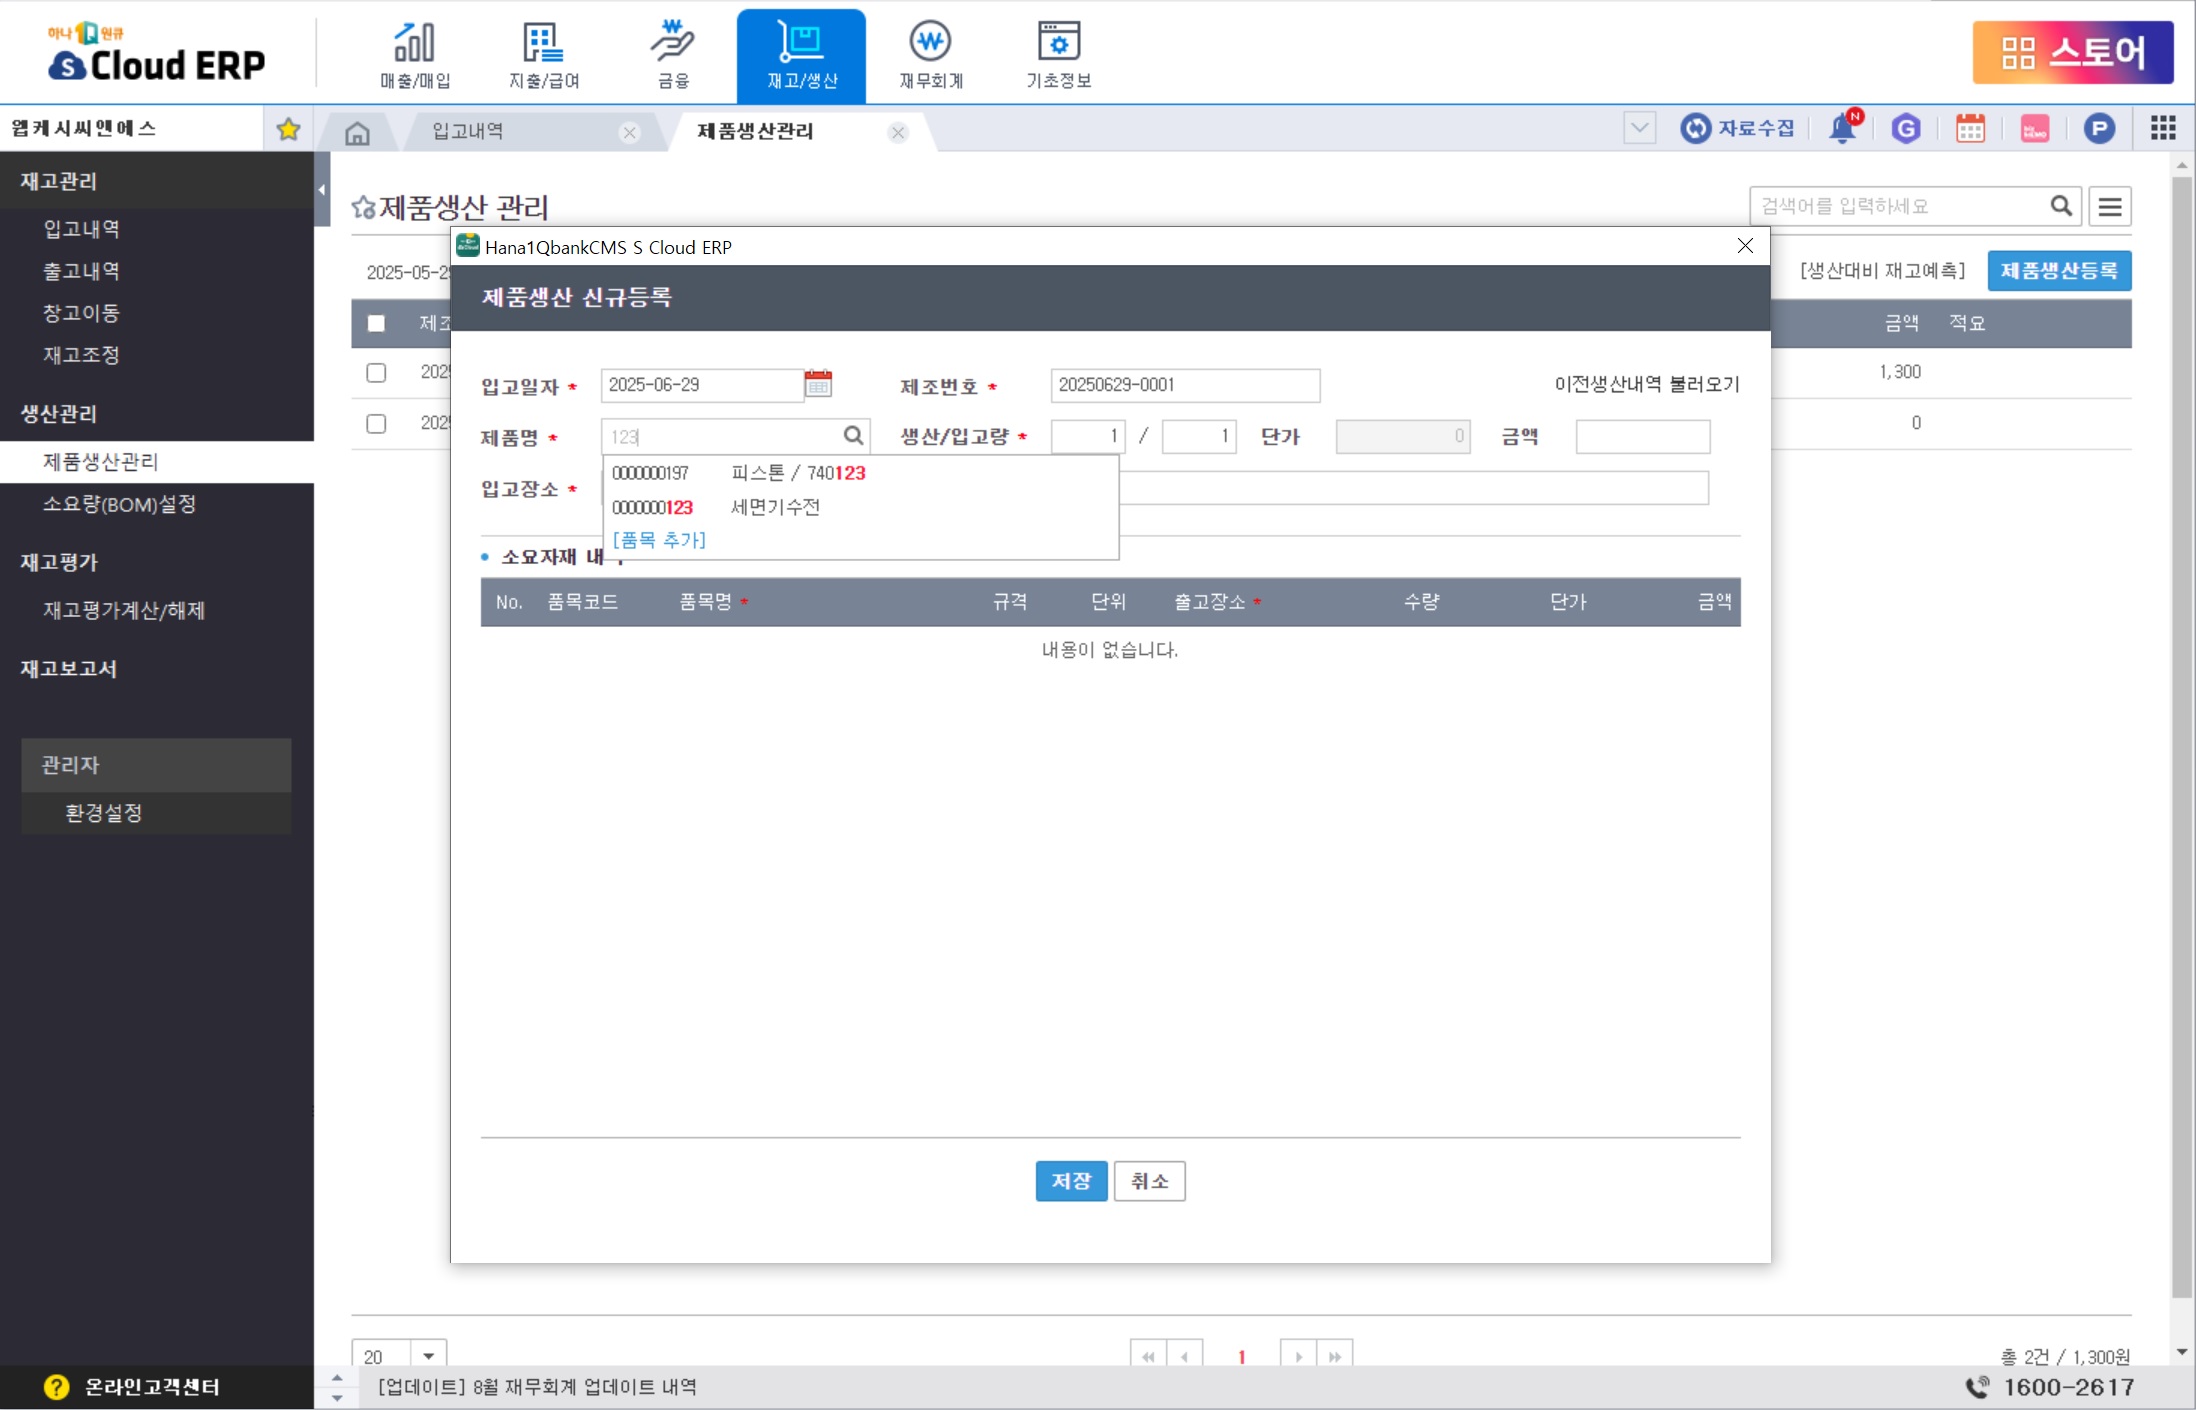 하나 1Q 원큐
S Cloud ERP
매출/매입
지출/급여
금융
재고/생산
재무회계
기초정보
스토어
웹케시씨앤에스
입고내역
제품생산관리
자료수집
N
G
My MEMO
P
재고관리
입고내역
출고내역
창고이동
재고조정
생산관리
제품생산관리
소요량(BOM)설정
재고평가
재고평가계산/해제
재고보고서
관리자
환경설정
제품생산 관리
검색어를 입력하세요
2025-05-29
[생산대비 재고예측]
제품생산등록
제조
금액
적요
2025
1,300
2025
0
Hana1QbankCMS S Cloud ERP
제품생산 신규등록
입고일자 *
2025-06-29
제조번호 *
20250629-0001
이전생산내역 불러오기
제품명 *
123
생산/입고량 *
1 / 1
단가
0
금액
입고장소 *
0000000197 피스톤 / 740123
0000000123 세면기수전
[품목 추가]
소요자재 내
No. 품목코드 품목명 * 규격 단위 출고장소 * 수량 단가 금액
내용이 없습니다.
저장
취소
20
1
총 2건 / 1,300원
? 온라인고객센터
[업데이트] 8월 재무회계 업데이트 내역
1600-2617